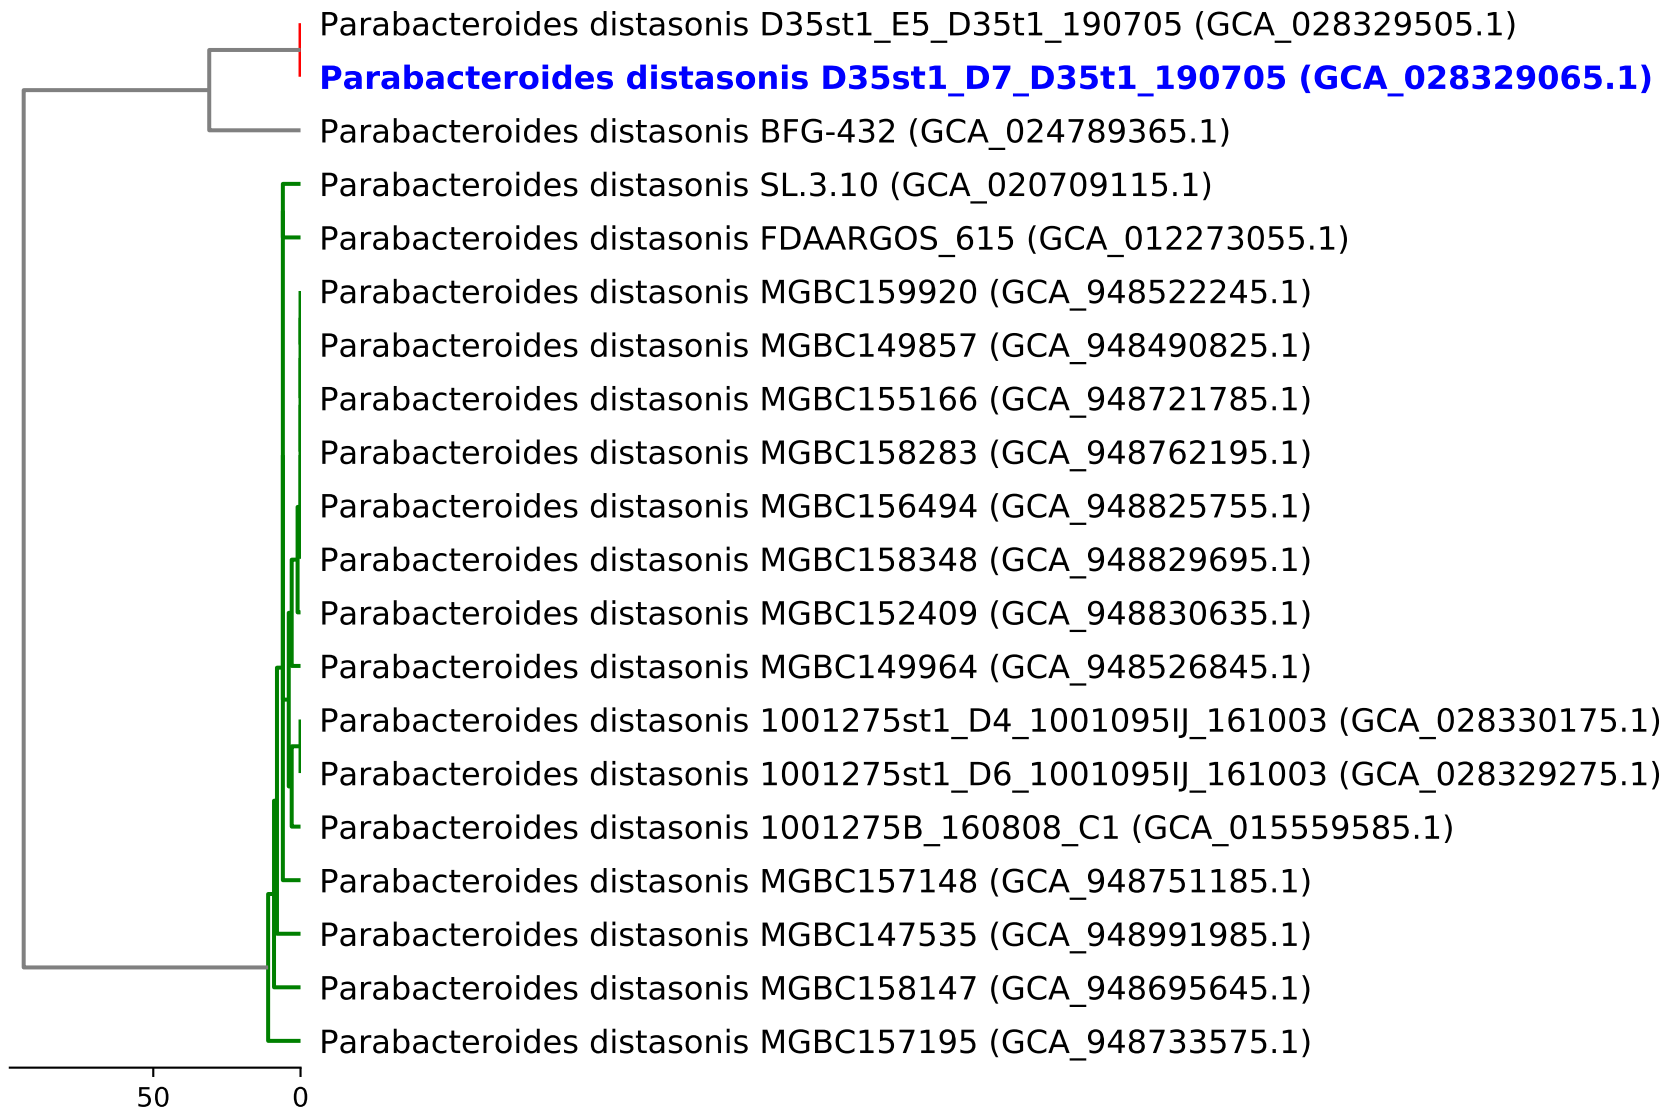 Parabacteroides distasonis D35st1_E5_D35t1_190705 (GCA_028329505.1)
Parabacteroides distasonis D35st1_D7_D35t1_190705 (GCA_028329065.1)
Parabacteroides distasonis BFG-432 (GCA_024789365.1)
Parabacteroides distasonis SL.3.10 (GCA_020709115.1)
Parabacteroides distasonis FDAARGOS_615 (GCA_012273055.1)
Parabacteroides distasonis MGBC159920 (GCA_948522245.1)
Parabacteroides distasonis MGBC149857 (GCA_948490825.1)
Parabacteroides distasonis MGBC155166 (GCA_948721785.1)
Parabacteroides distasonis MGBC158283 (GCA_948762195.1)
Parabacteroides distasonis MGBC156494 (GCA_948825755.1)
Parabacteroides distasonis MGBC158348 (GCA_948829695.1)
Parabacteroides distasonis MGBC152409 (GCA_948830635.1)
Parabacteroides distasonis MGBC149964 (GCA_948526845.1)
Parabacteroides distasonis 1001275st1_D4_1001095IJ_161003 (GCA_028330175.1)
Parabacteroides distasonis 1001275st1_D6_1001095IJ_161003 (GCA_028329275.1)
Parabacteroides distasonis 1001275B_160808_C1 (GCA_015559585.1)
Parabacteroides distasonis MGBC157148 (GCA_948751185.1)
Parabacteroides distasonis MGBC147535 (GCA_948991985.1)
Parabacteroides distasonis MGBC158147 (GCA_948695645.1)
Parabacteroides distasonis MGBC157195 (GCA_948733575.1)
50 0